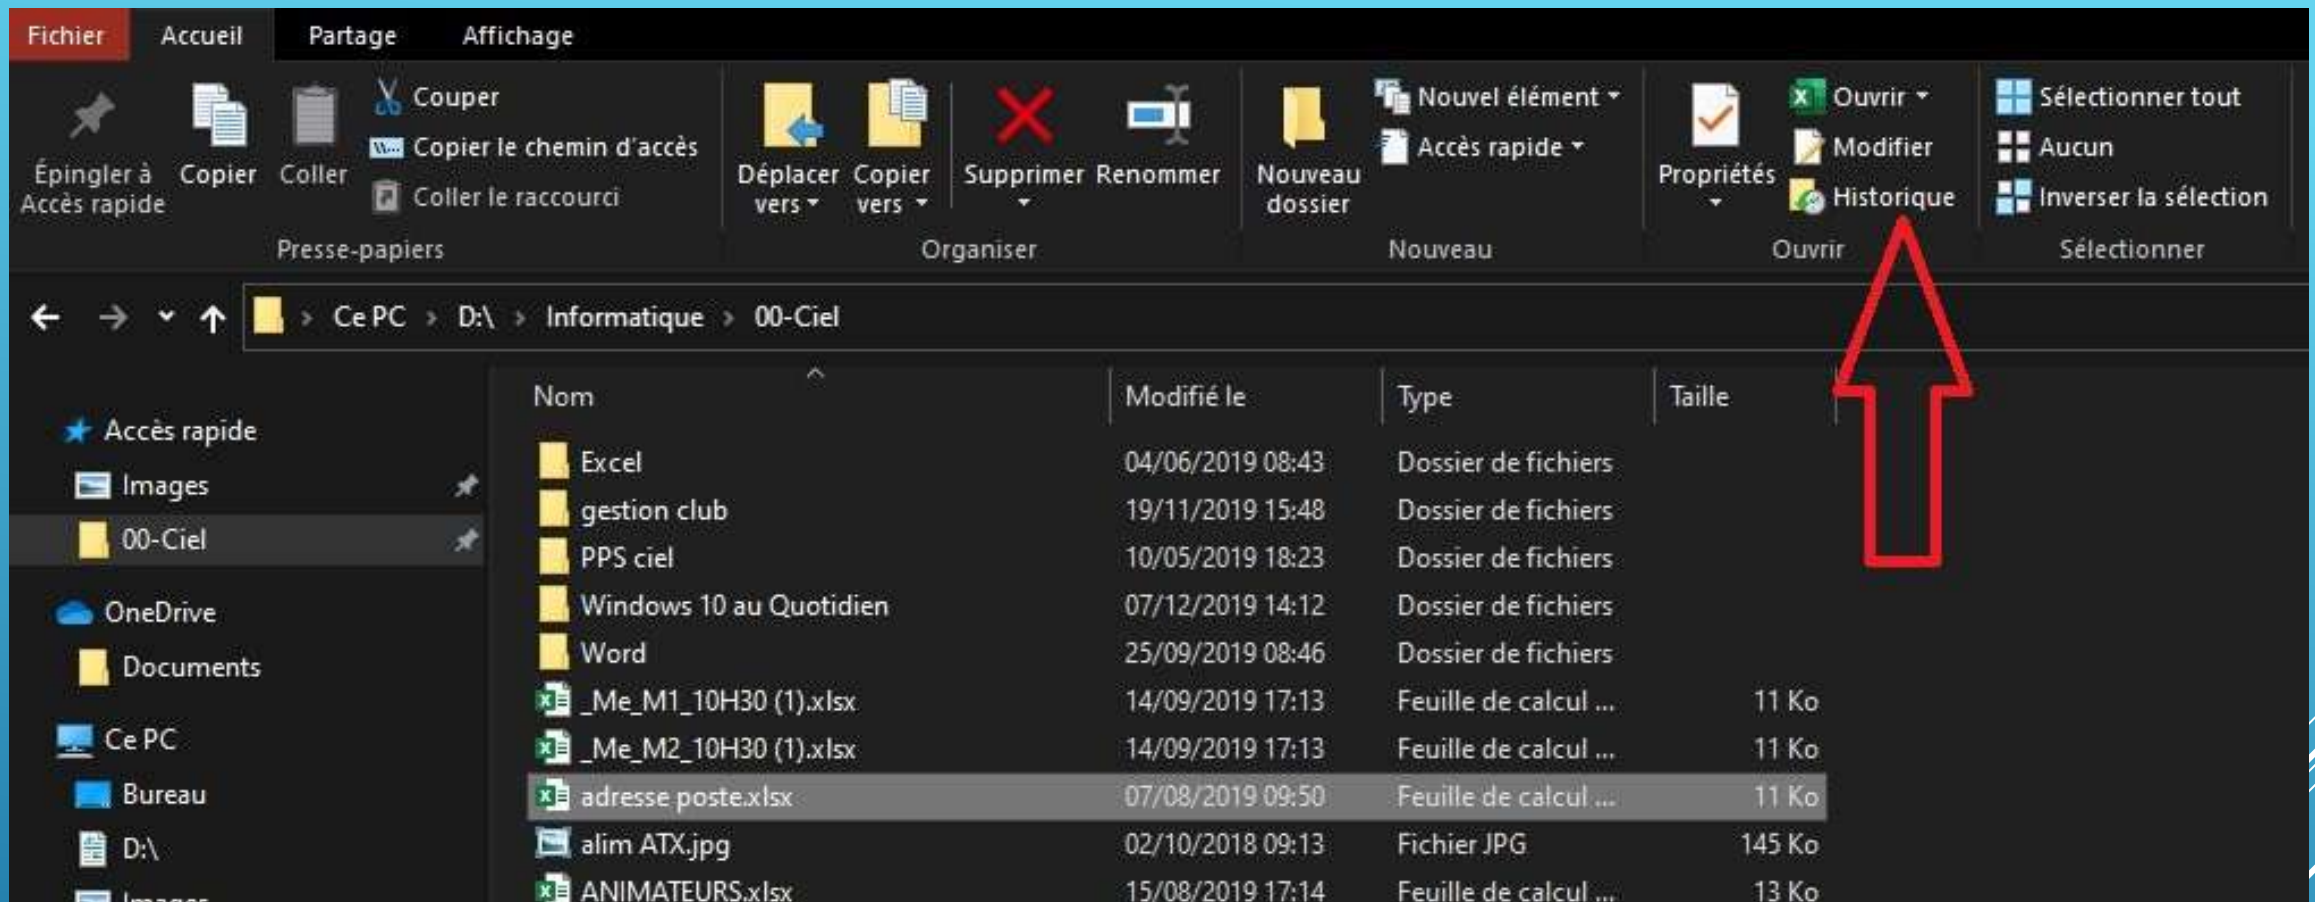 Fichier Accueil Partage Affichage
Épingler à Accès rapide
Copier
Coller
Couper
Copier le chemin d'accès
Coller le raccourci
Presse-papiers
Déplacer vers
Copier vers
Supprimer
Renommer
Organiser
Nouveau dossier
Nouvel élément
Accès rapide
Nouveau
Propriétés
Ouvrir
Modifier
Historique
Ouvrir
Sélectionner tout
Aucun
Inverser la sélection
Sélectionner
Ce PC > D:\ > Informatique > 00-Ciel
Accès rapide
Images
00-Ciel
OneDrive
Documents
Ce PC
Bureau
D:\
Images
Nom Modifié le Type Taille
Excel 04/06/2019 08:43 Dossier de fichiers
gestion club 19/11/2019 15:48 Dossier de fichiers
PPS ciel 10/05/2019 18:23 Dossier de fichiers
Windows 10 au Quotidien 07/12/2019 14:12 Dossier de fichiers
Word 25/09/2019 08:46 Dossier de fichiers
_Me_M1_10H30 (1).xlsx 14/09/2019 17:13 Feuille de calcul ... 11 Ko
_Me_M2_10H30 (1).xlsx 14/09/2019 17:13 Feuille de calcul ... 11 Ko
adresse poste.xlsx 07/08/2019 09:50 Feuille de calcul ... 11 Ko
alim ATX.jpg 02/10/2018 09:13 Fichier JPG 145 Ko
ANIMATEURS.xlsx 15/08/2019 17:14 Feuille de calcul ... 13 Ko